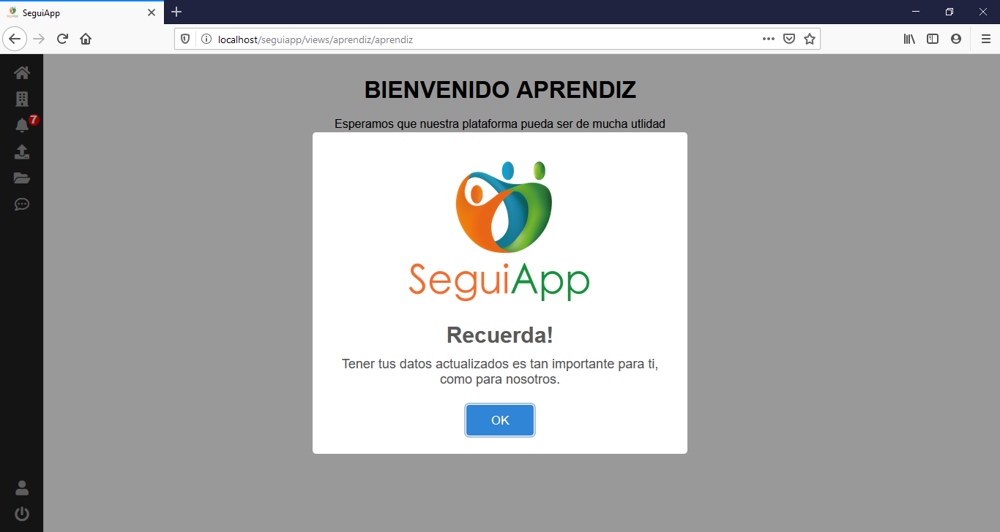 SeguiApp
localhost/seguiapp/views/aprendiz/aprendiz
7
BIENVENIDO APRENDIZ
Esperamos que nuestra plataforma pueda ser de mucha utlidad
SeguiApp
Recuerda!
Tener tus datos actualizados es tan importante para ti,
como para nosotros.
OK